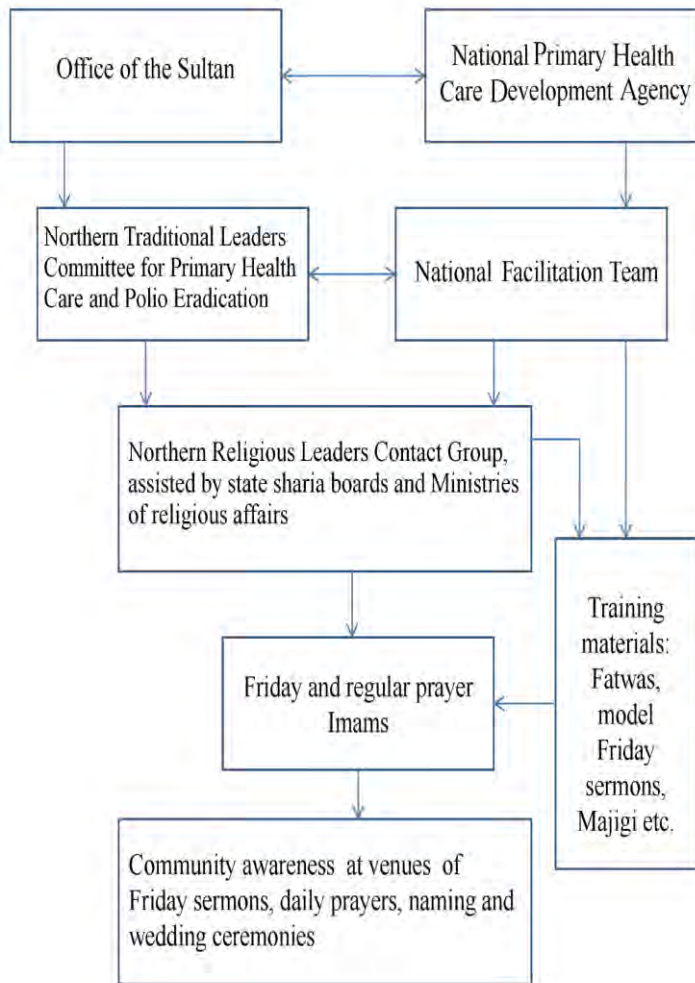 Office of the Sultan
National Primary Health
Care Development Agency
Northern Traditional Leaders
Committee for Primary Health
Care and Polio Eradication
National Facilitation Team
Northern Religious Leaders Contact Group,
assisted by state sharia boards and Ministries
of religious affairs
Training
materials:
Fatwas,
model
Friday
sermons,
Majigi etc.
Friday and regular prayer
Imams
Community awareness at venues of
Friday sermons, daily prayers, naming and
wedding ceremonies